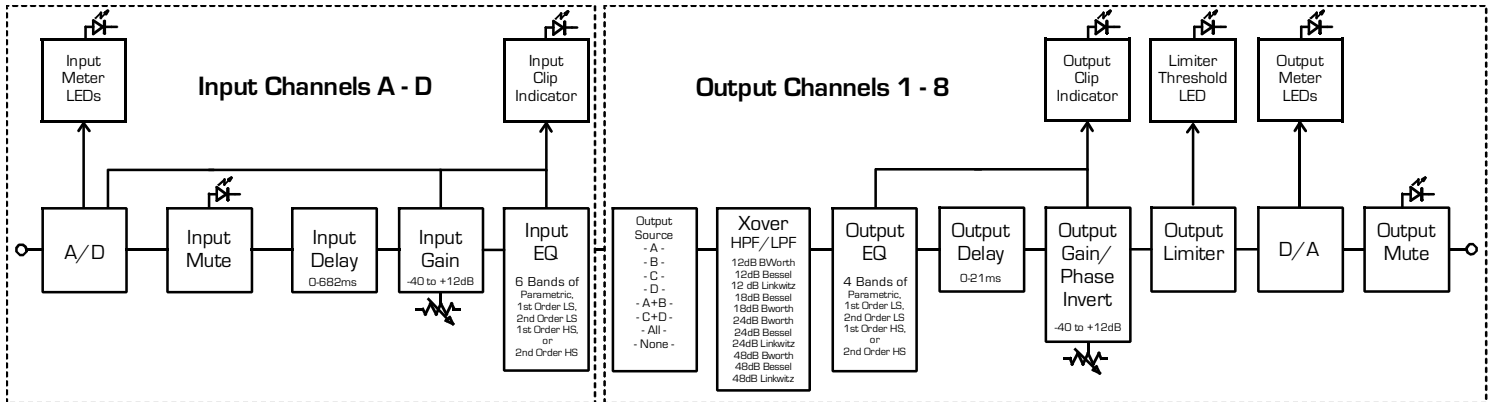 Input
Meter
LEDs
Input Channels A - D
Input
Clip
Indicator
A/D
Input
Mute
Input
Delay
0-682ms
Input
Gain
-40 to +12dB
Input
EQ
6 Bands of
Parametric,
1st Order LS,
2nd Order LS
1st Order HS,
or
2nd Order HS
Output Channels 1 - 8
Output
Clip
Indicator
Limiter
Threshold
LED
Output
Meter
LEDs
Output
Source
- A -
- B -
- C -
- D -
- A+B -
- C+D -
- All -
- None -
Xover
HPF/LPF
12dB BWorth
12dB Bessel
12 dB Linkwitz
18dB Bessel
18dB Bworth
24dB Bworth
24dB Bessel
24dB Linkwitz
48dB Bworth
48dB Bessel
48dB Linkwitz
Output
EQ
4 Bands of
Parametric,
1st Order LS,
2nd Order LS
1st Order HS,
or
2nd Order HS
Output
Delay
0-21ms
Output
Gain/
Phase
Invert
-40 to +12dB
Output
Limiter
D/A
Output
Mute